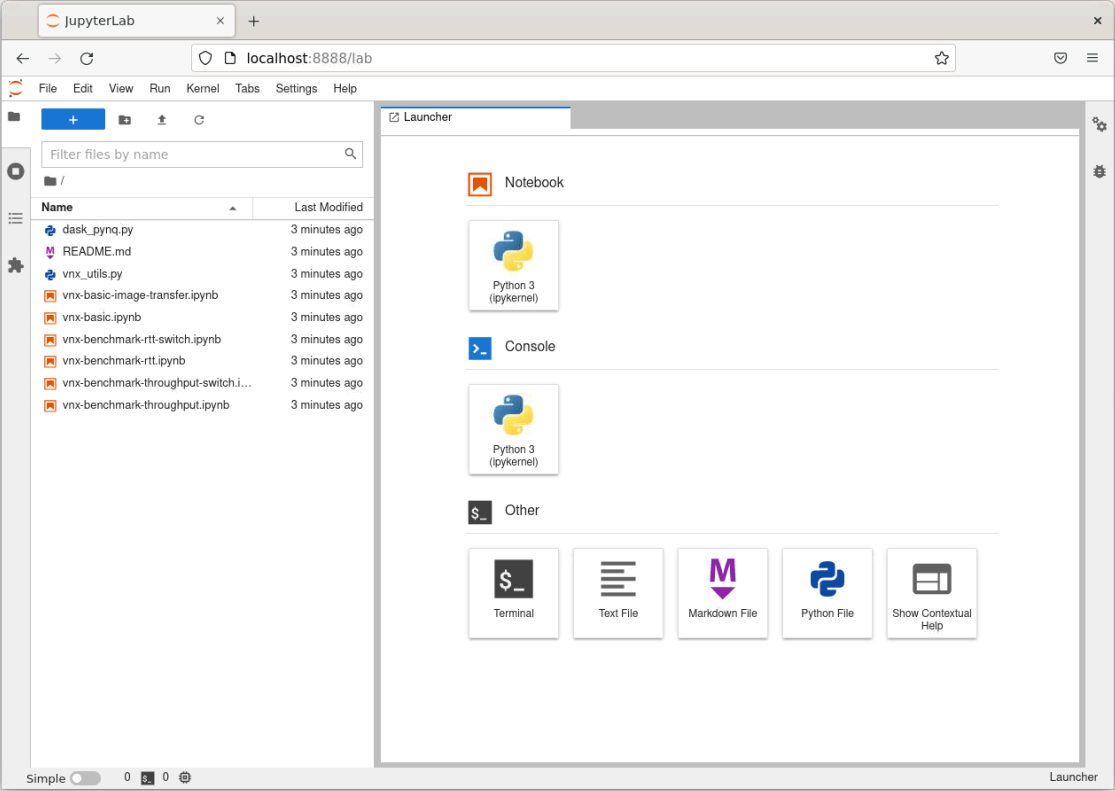 JupyterLab
localhost:8888/lab
File Edit View Run Kernel Tabs Settings Help
Filter files by name
/
Name Last Modified
dask_pynq.py 3 minutes ago
README.md 3 minutes ago
vnx_utils.py 3 minutes ago
vnx-basic-image-transfer.ipynb 3 minutes ago
vnx-basic.ipynb 3 minutes ago
vnx-benchmark-rtt-switch.ipynb 3 minutes ago
vnx-benchmark-rtt.ipynb 3 minutes ago
vnx-benchmark-throughput-switch.i... 3 minutes ago
vnx-benchmark-throughput.ipynb 3 minutes ago
Launcher
Notebook
Python 3
(ipykernel)
Console
Python 3
(ipykernel)
$_ Other
$_
Terminal
Text File
M
Markdown File
Python File
Show Contextual
Help
Simple 0 $_ 0 Launcher